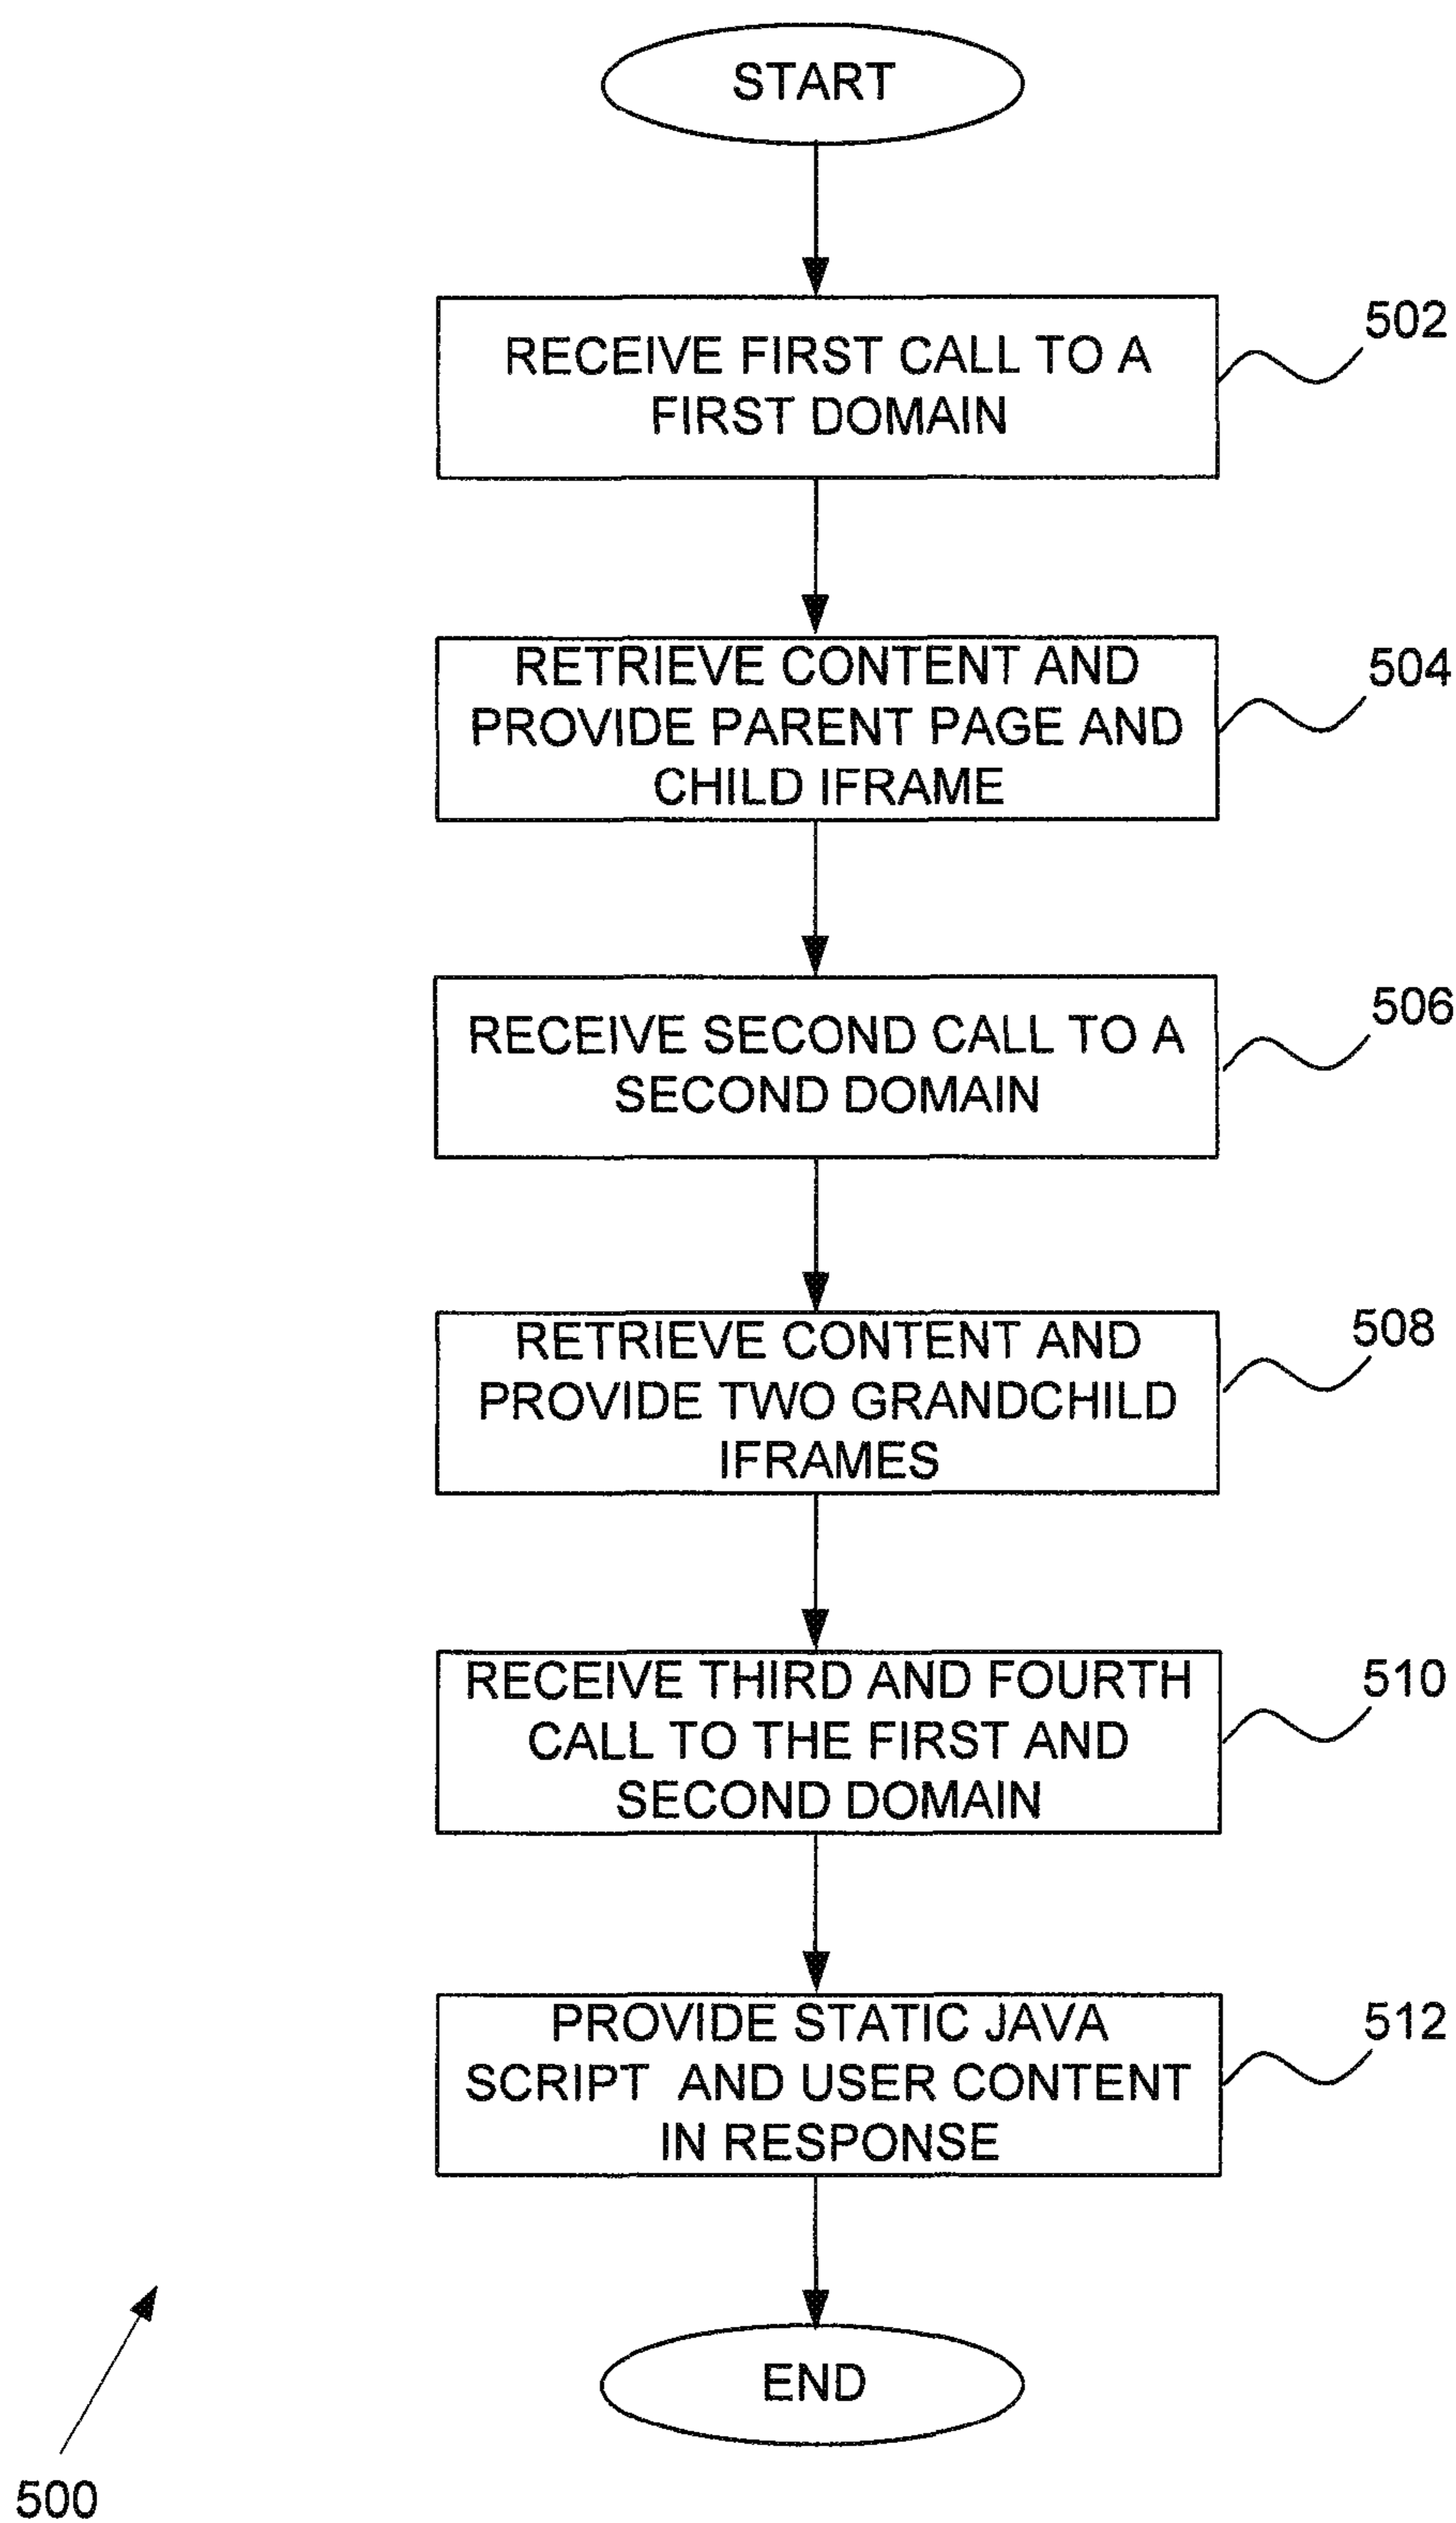 START
RECEIVE FIRST CALL TO A
FIRST DOMAIN
502
RETRIEVE CONTENT AND
PROVIDE PARENT PAGE AND
CHILD IFRAME
504
RECEIVE SECOND CALL TO A
SECOND DOMAIN
506
RETRIEVE CONTENT AND
PROVIDE TWO GRANDCHILD
IFRAMES
508
RECEIVE THIRD AND FOURTH
CALL TO THE FIRST AND
SECOND DOMAIN
510
PROVIDE STATIC JAVA
SCRIPT AND USER CONTENT
IN RESPONSE
512
END
500